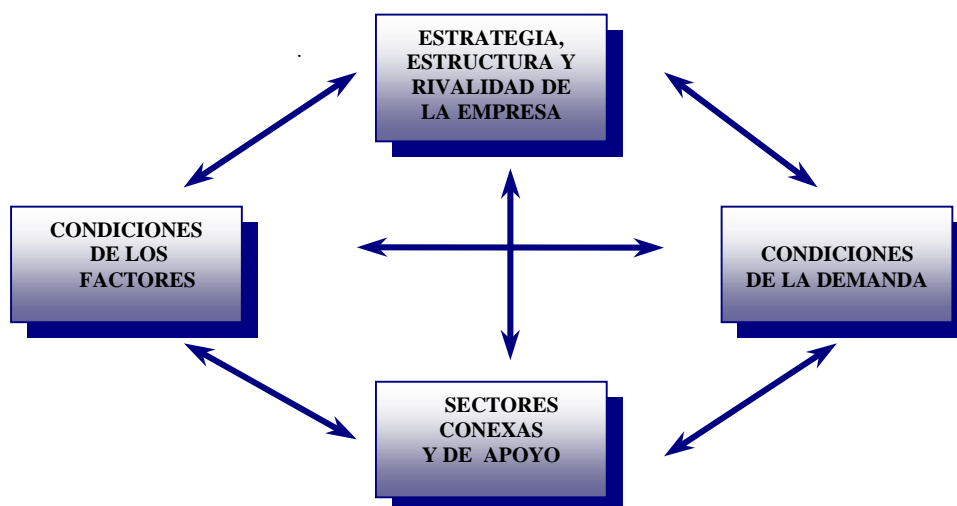 ESTRATEGIA,
ESTRUCTURA Y
RIVALIDAD DE
LA EMPRESA
CONDICIONES
DE LOS
FACTORES
CONDICIONES
DE LA DEMANDA
SECTORES
CONEXAS
Y DE APOYO